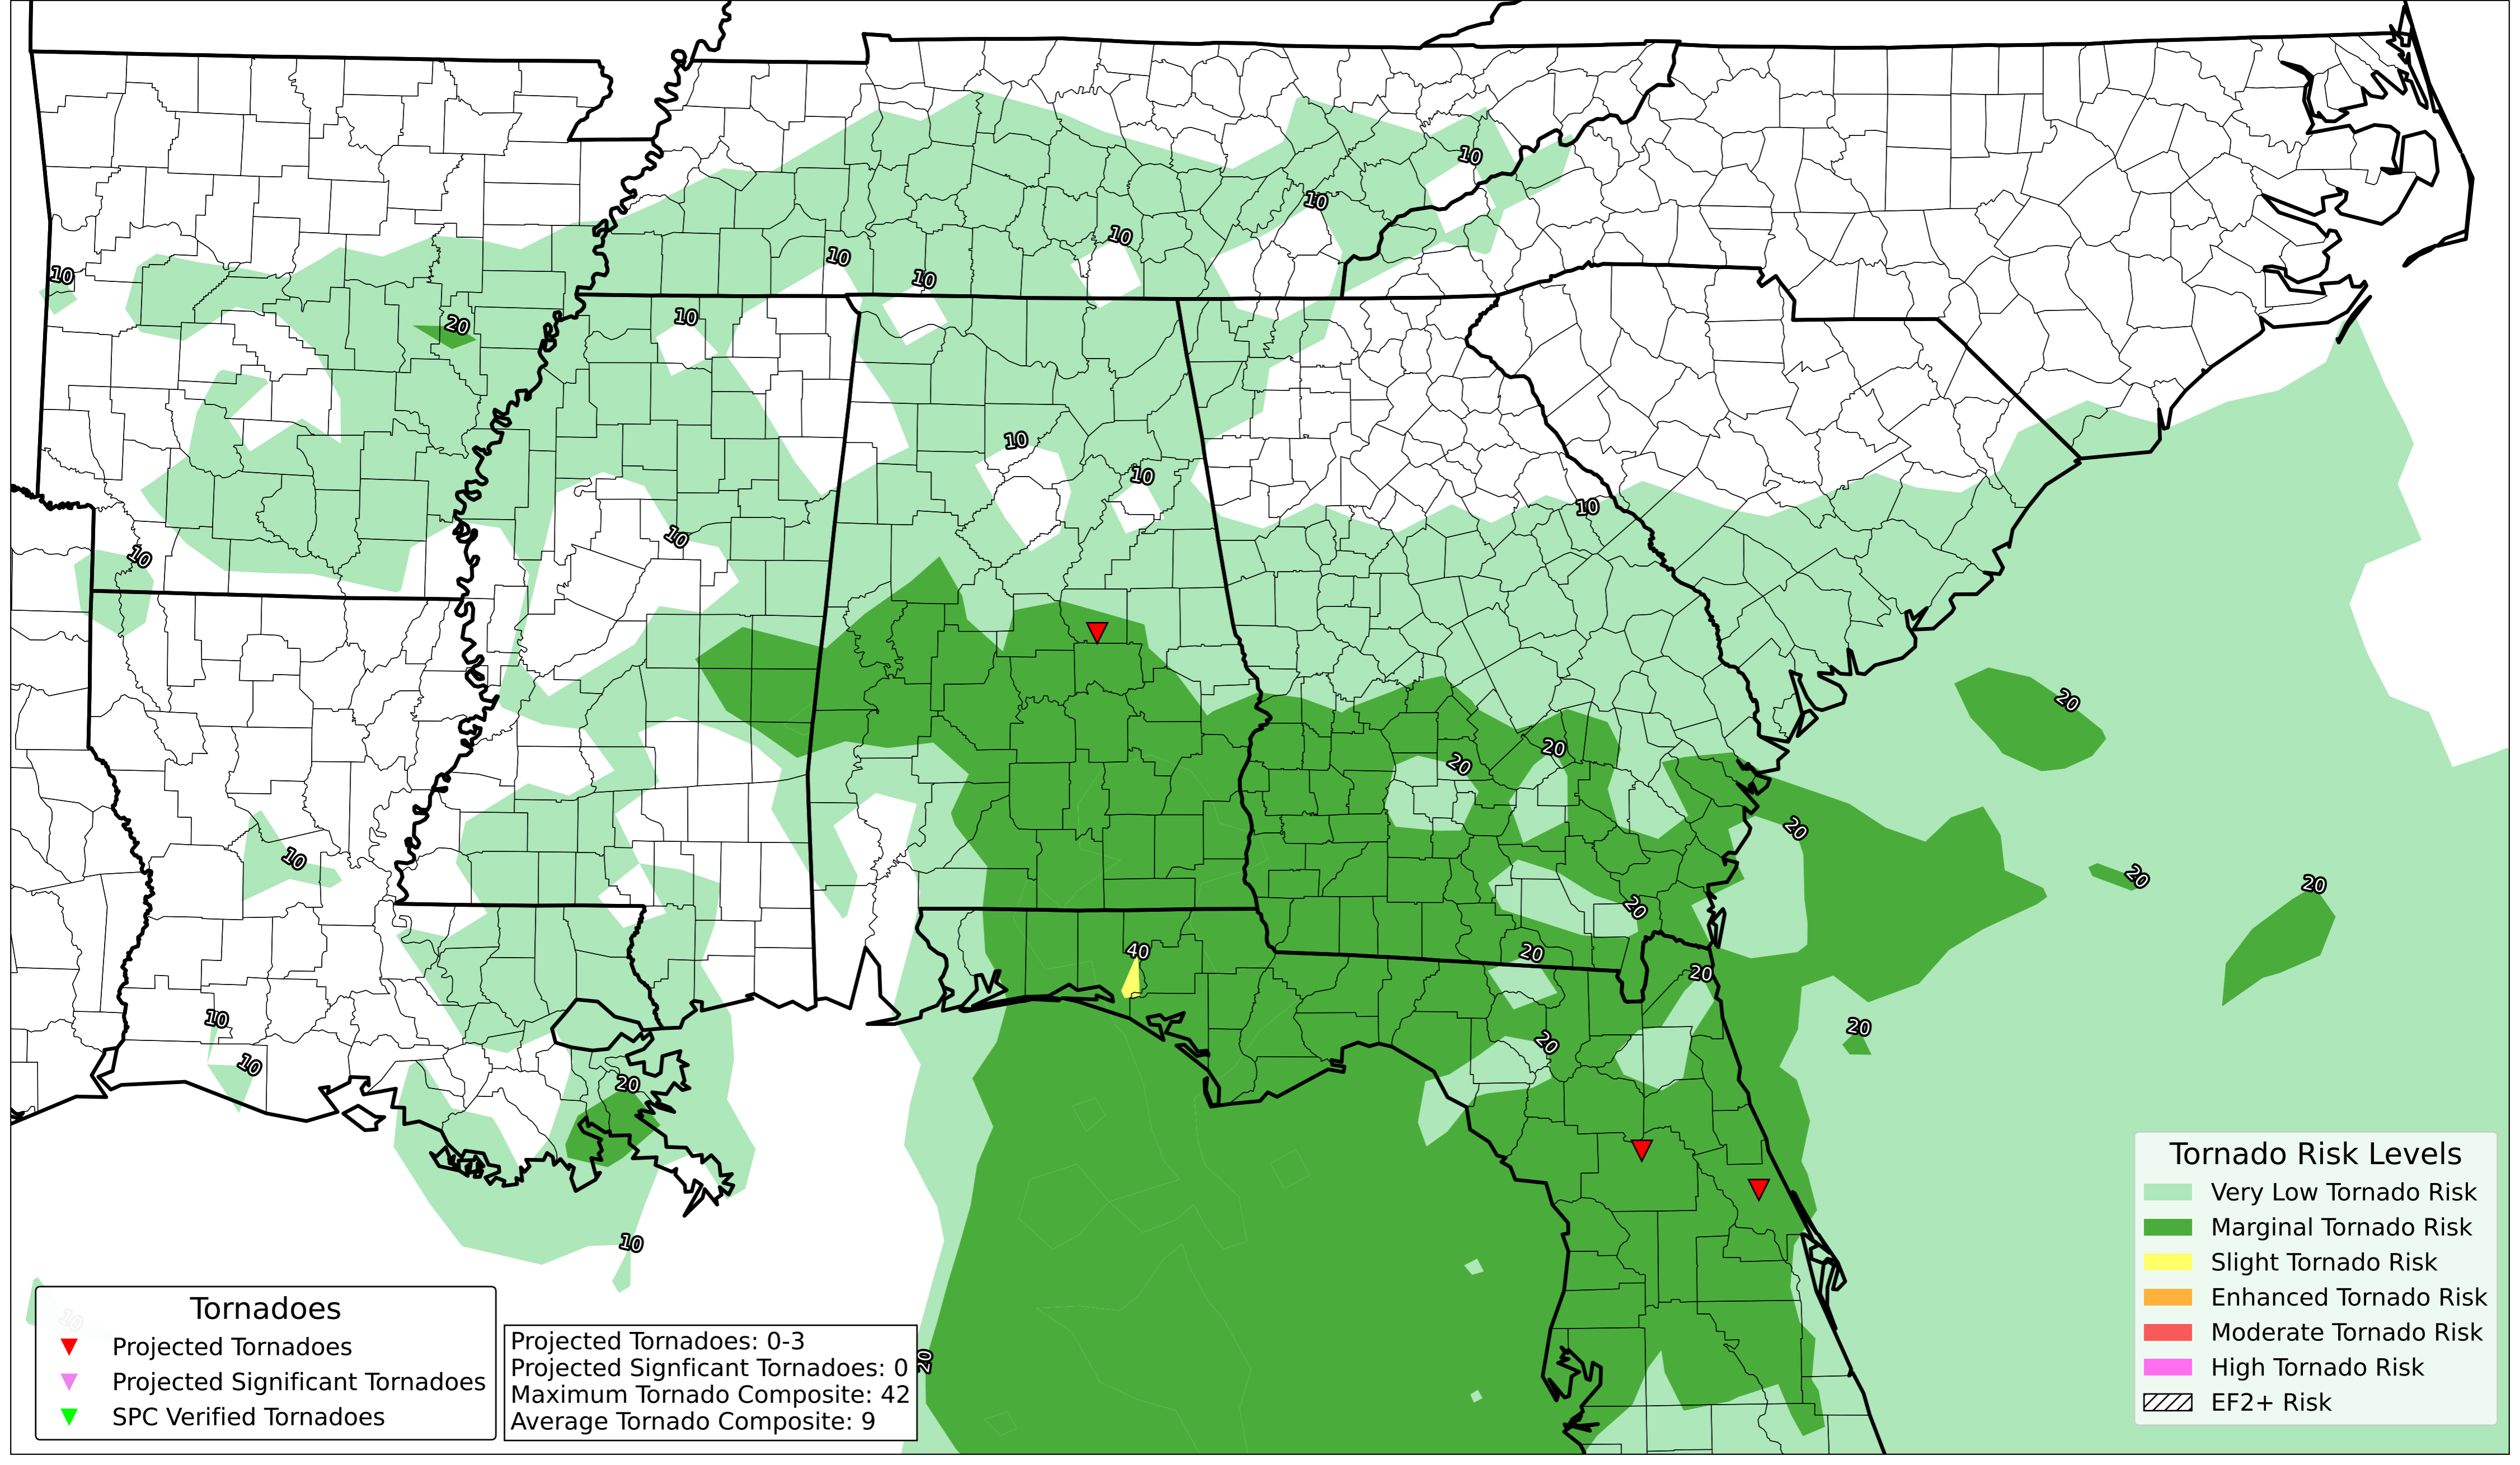 10
10
10
10
10
10
20
10
10
10
10
10
10
20
20
20
20
10
20
20
20
40
20
20
10
20
20
10
20
10
10
20
Tornado Risk Levels
Very Low Tornado Risk
Marginal Tornado Risk
Slight Tornado Risk
Enhanced Tornado Risk
Moderate Tornado Risk
High Tornado Risk
EF2+ Risk
Tornadoes
Projected Tornadoes
Projected Significant Tornadoes
SPC Verified Tornadoes
Projected Tornadoes: 0-3
Projected Signficant Tornadoes: 0
Maximum Tornado Composite: 42
Average Tornado Composite: 9